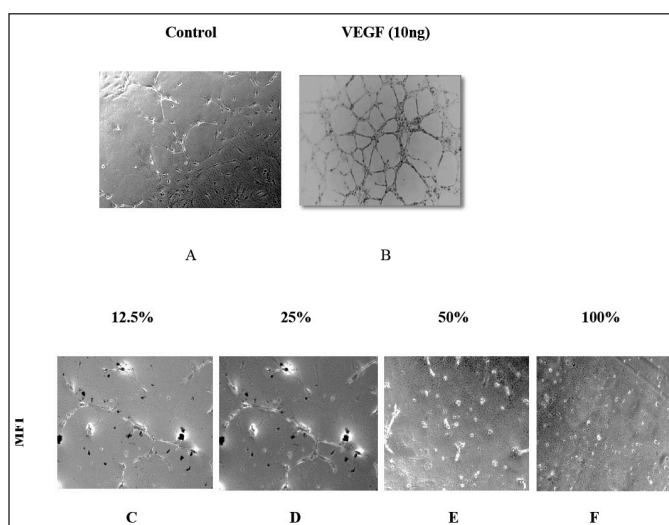 Control VEGF (10ng)
A B
12.5% 25% 50% 100%
MF1
C D E F